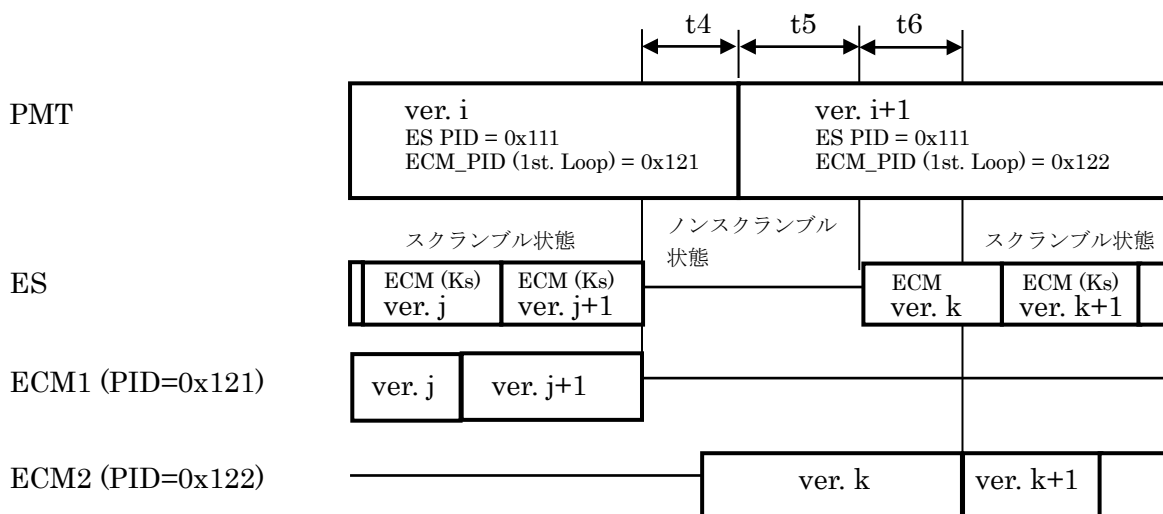 t4 t5 t6
PMT
ver. i
ES PID = 0x111
ECM_PID (1st. Loop) = 0x121
ver. i+1
ES PID = 0x111
ECM_PID (1st. Loop) = 0x122
スクランブル状態
ノンスクランブル
状態
スクランブル状態
ES
ECM (Ks)
ver. j
ECM (Ks)
ver. j+1
ECM
ver. k
ECM (Ks)
ver. k+1
ECM1 (PID=0x121)
ver. j
ver. j+1
ECM2 (PID=0x122)
ver. k
ver. k+1